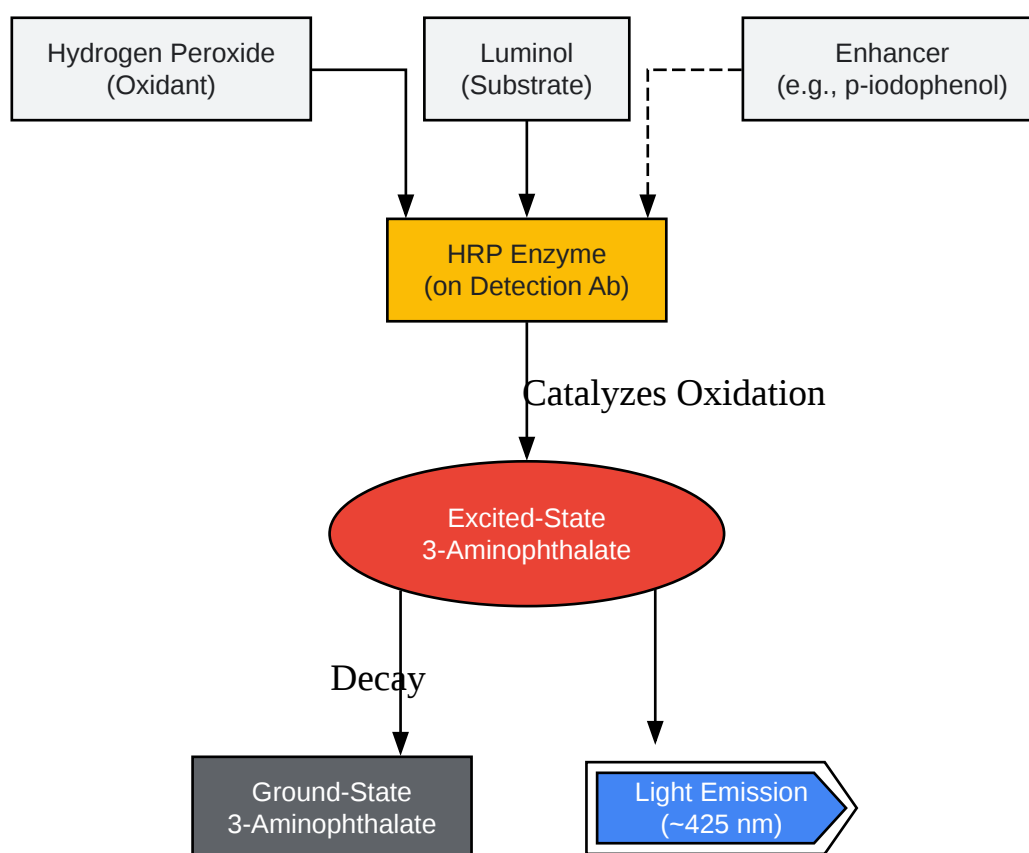 Hydrogen Peroxide
(Oxidant)
Luminol
(Substrate)
Enhancer
(e.g., p-iodophenol)
HRP Enzyme
(on Detection Ab)
Catalyzes Oxidation
Excited-State
3-Aminophthalate
Decay
Ground-State
3-Aminophthalate
Light Emission
(~425 nm)